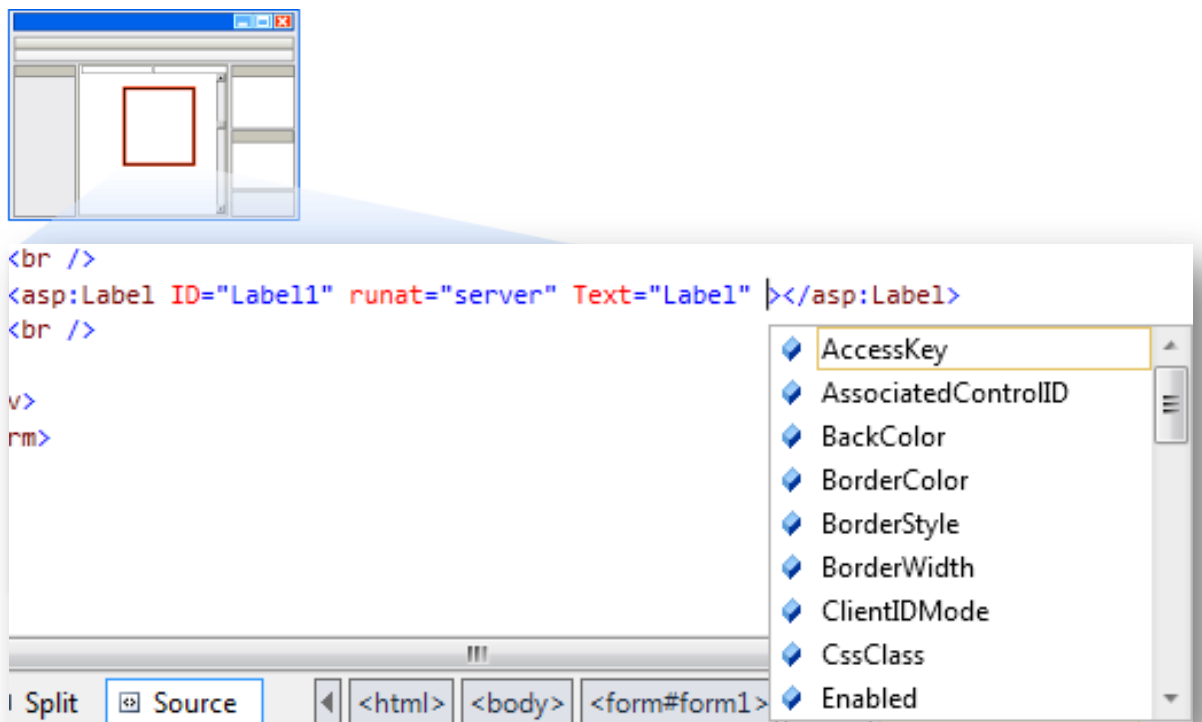 <br />
<asp:Label ID="Label1" runat="server" Text="Label" ></asp:Label>
<br />
v>
rm>
AccessKey
AssociatedControlID
BackColor
BorderColor
BorderStyle
BorderWidth
ClientIDMode
CssClass
Enabled
Split Source <html> <body> <form#form1>